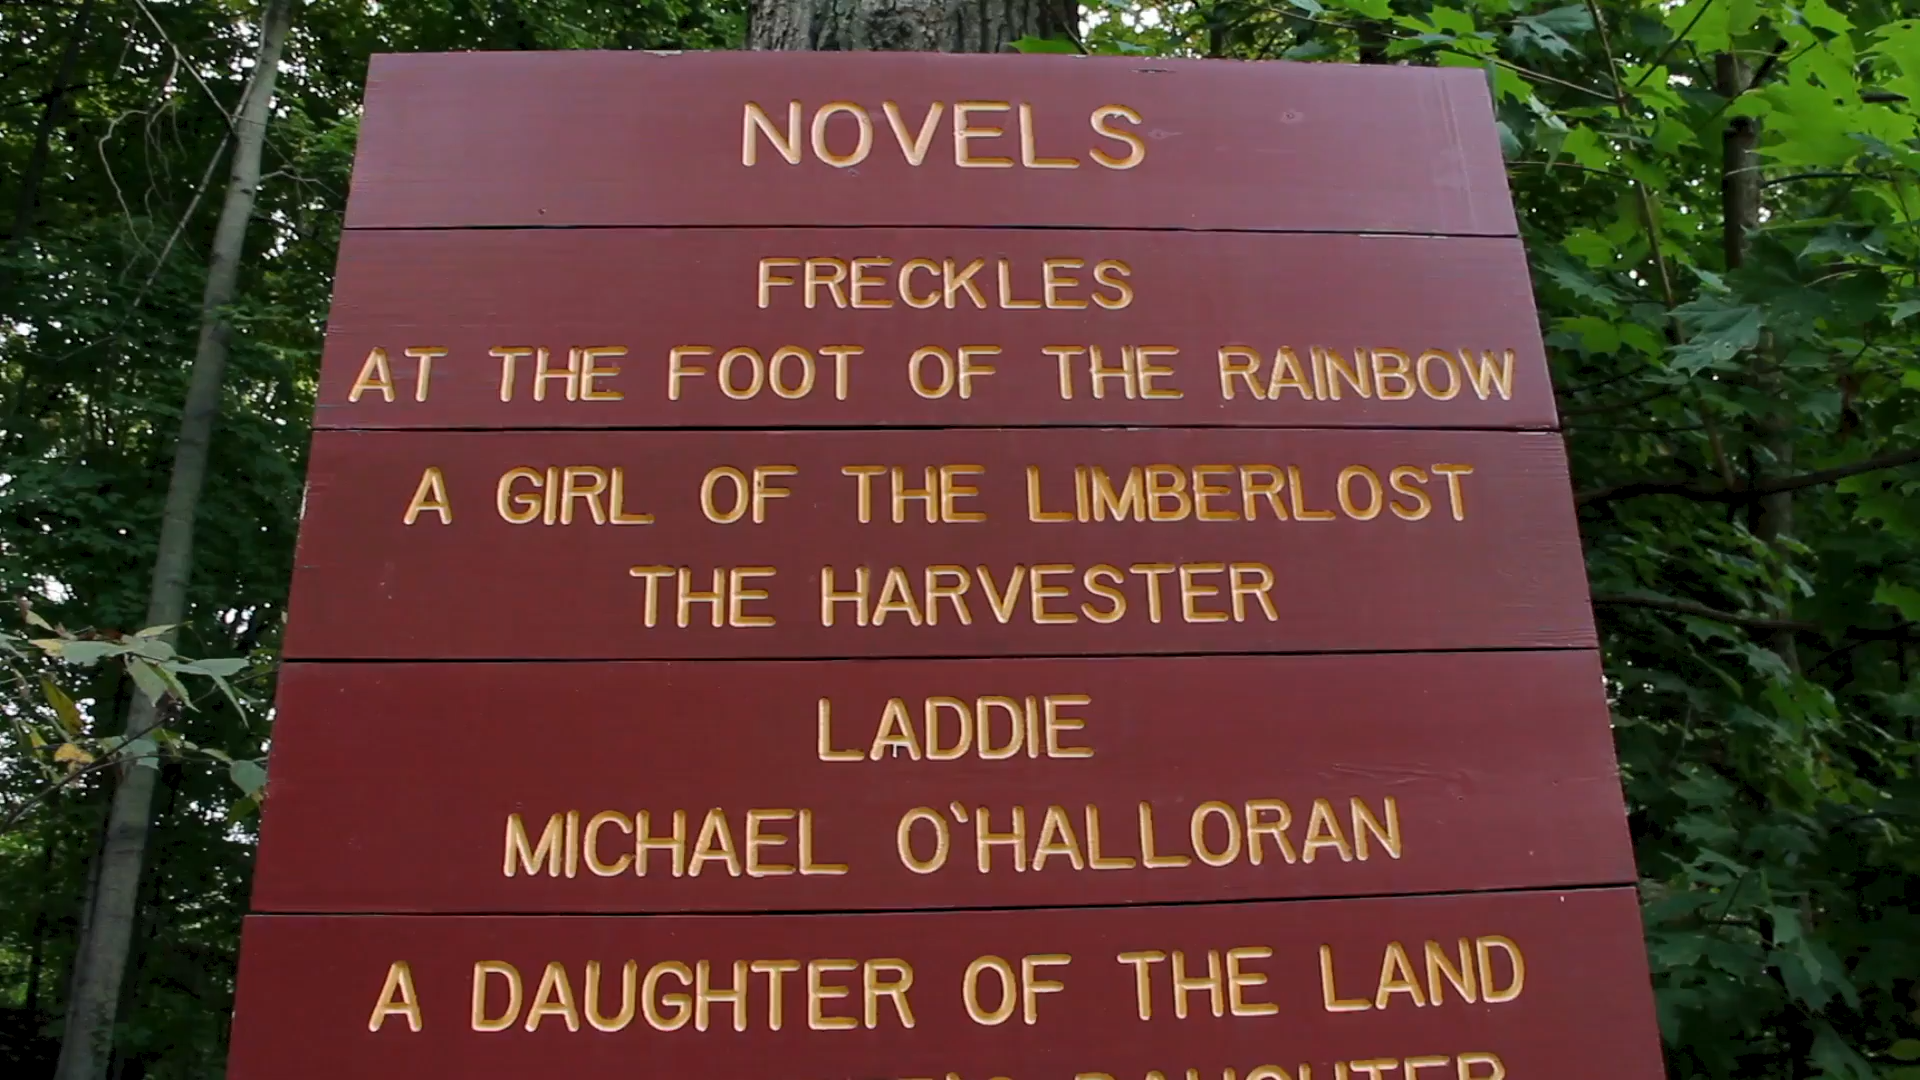 NOVELS
FRECKLES
AT THE FOOT OF THE RAINBOW
A GIRL OF THE LIMBERLOST
THE HARVESTER
LADDIE
MICHAEL O'HALLORAN
A DAUGHTER OF THE LAND
DAUGHTER